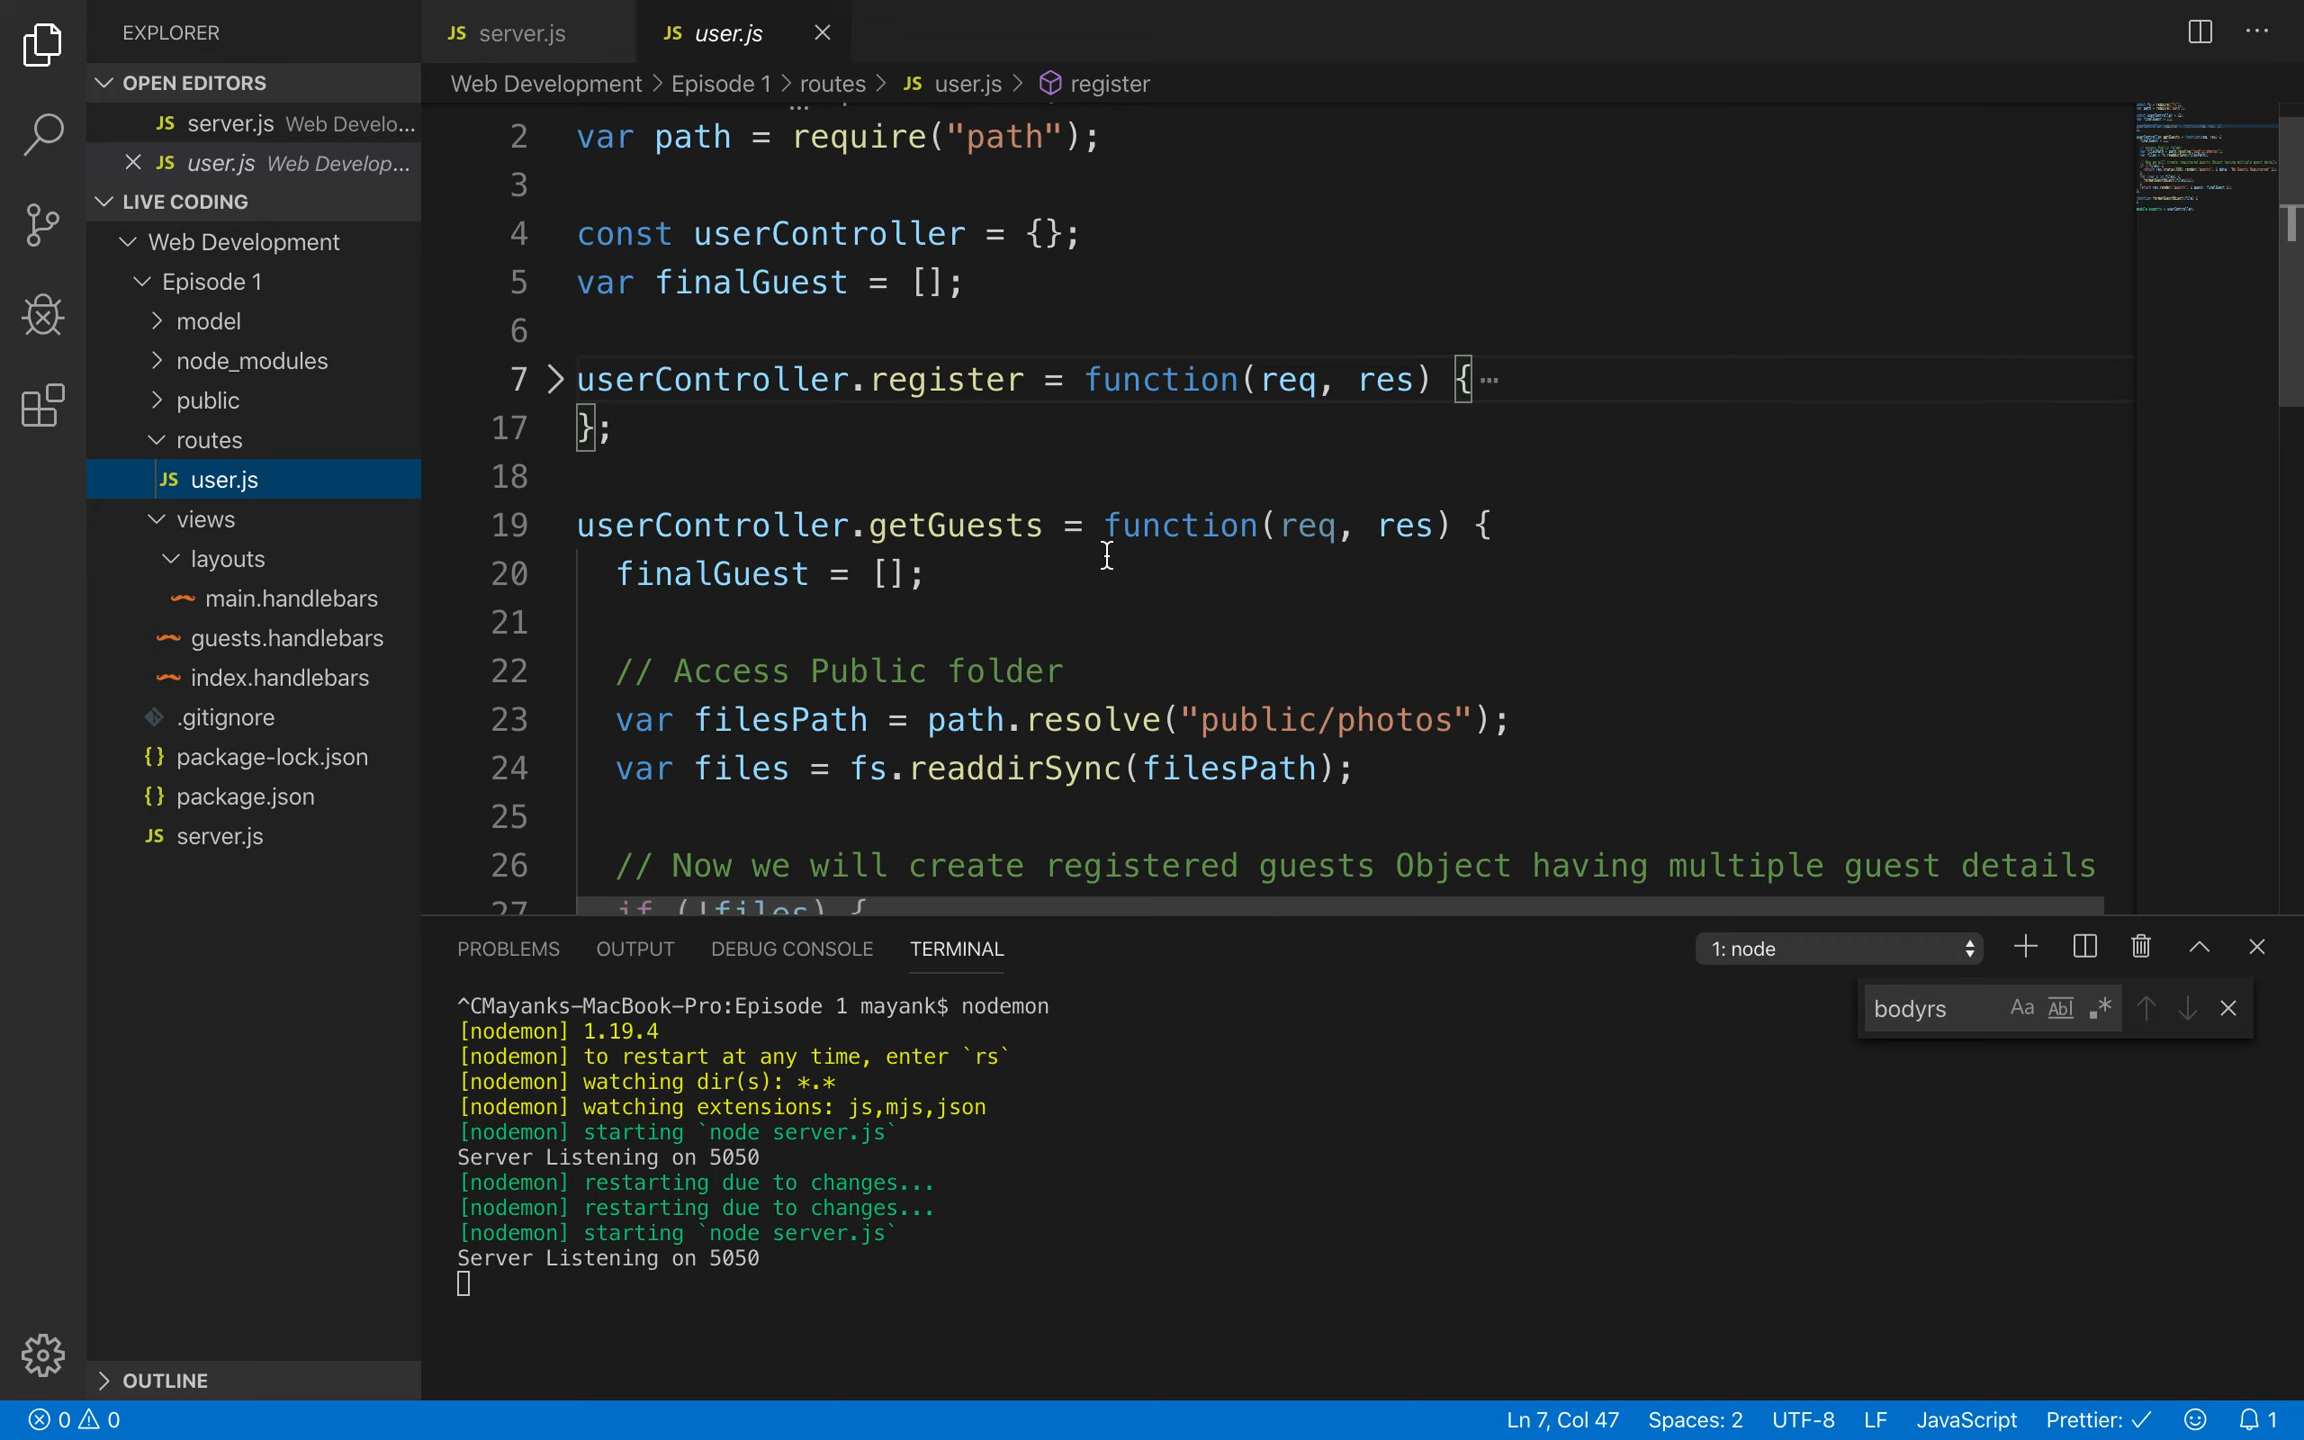 EXPLORER
OPEN EDITORS
JS server.js Web Develo...
JS user.js Web Develop...
LIVE CODING
Web Development
Episode 1
model
node_modules
public
routes
JS user.js
views
layouts
main.handlebars
guests.handlebars
index.handlebars
.gitignore
{} package-lock.json
{} package.json
JS server.js
OUTLINE
JS server.js
JS user.js
Web Development > Episode 1 > routes > JS user.js > register
2 var path = require("path");
3
4 const userController = {};
5 var finalGuest = [];
6
7 userController.register = function(req, res) {…
17 };
18
19 userController.getGuests = function(req, res) {
20 finalGuest = [];
21
22 // Access Public folder
23 var filesPath = path.resolve("public/photos");
24 var files = fs.readdirSync(filesPath);
25
26 // Now we will create registered guests Object having multiple guest details
27 if (!files) {
PROBLEMS OUTPUT DEBUG CONSOLE TERMINAL
1: node
bodyrs Aa Abl .*
^CMayanks-MacBook-Pro:Episode 1 mayank$ nodemon
[nodemon] 1.19.4
[nodemon] to restart at any time, enter `rs`
[nodemon] watching dir(s): *.*
[nodemon] watching extensions: js,mjs,json
[nodemon] starting `node server.js`
Server Listening on 5050
[nodemon] restarting due to changes...
[nodemon] restarting due to changes...
[nodemon] starting `node server.js`
Server Listening on 5050
0 0
Ln 7, Col 47 Spaces: 2 UTF-8 LF JavaScript Prettier: ✓ 1